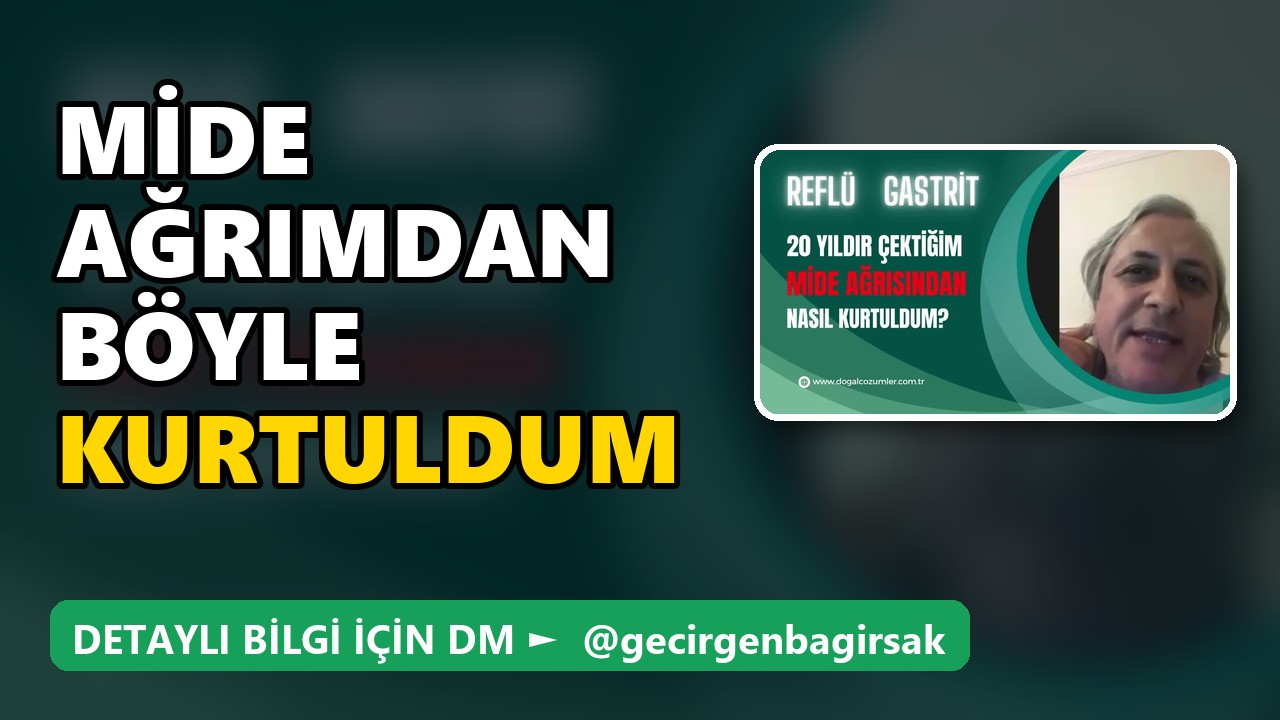 MİDE
AĞRIMDAN
BÖYLE
KURTULDUM
REFLÜ GASTRİT
20 YILDIR ÇEKTİĞİM
MİDE AĞRISINDAN
NASIL KURTULDUM?
www.dogalcozumler.com.tr
DETAYLI BİLGİ İÇİN DM ► @gecirgenbagirsak